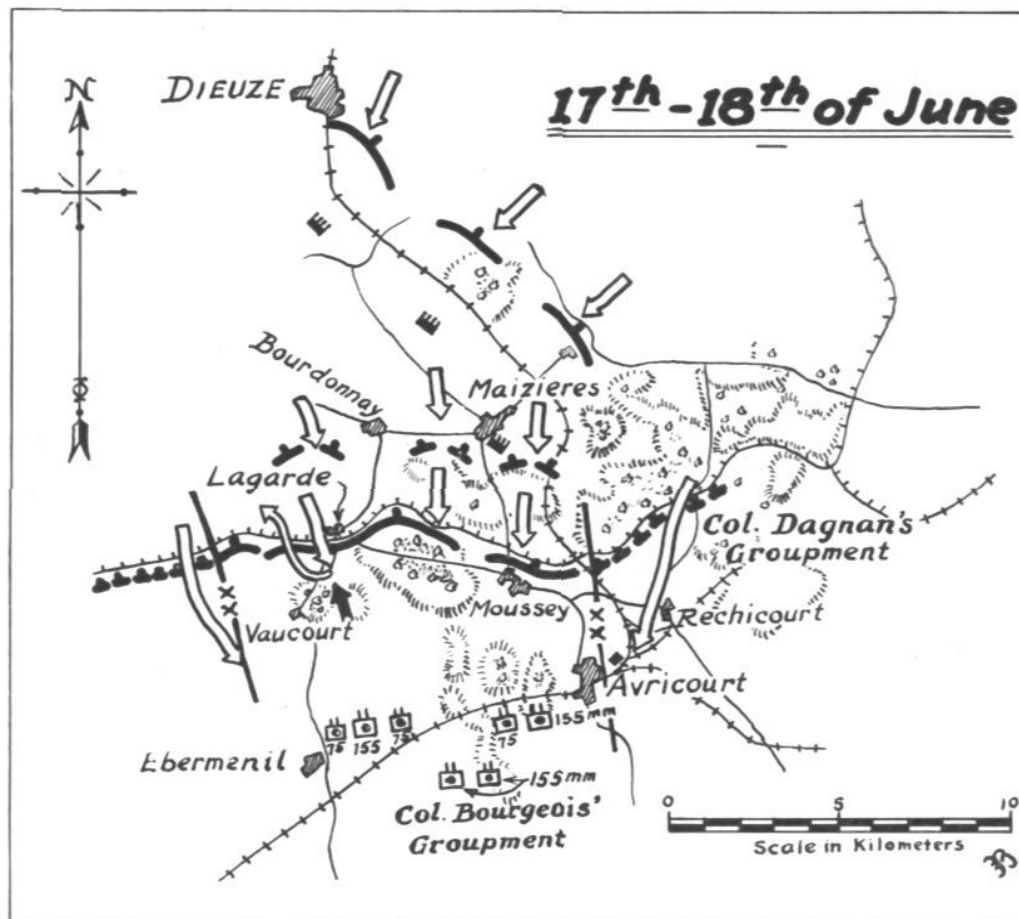 DIEUZE
17th - 18th of June
N
Bourdonnay
Maizieres
Lagarde
Col. Dagnan's
Groupment
Moussey
Rechicourt
Vaucourt
Avricourt
155mm
75 155 75 75
Ebermenil
155mm
Col. Bourgeois'
Groupment
0 5 10
Scale in Kilometers